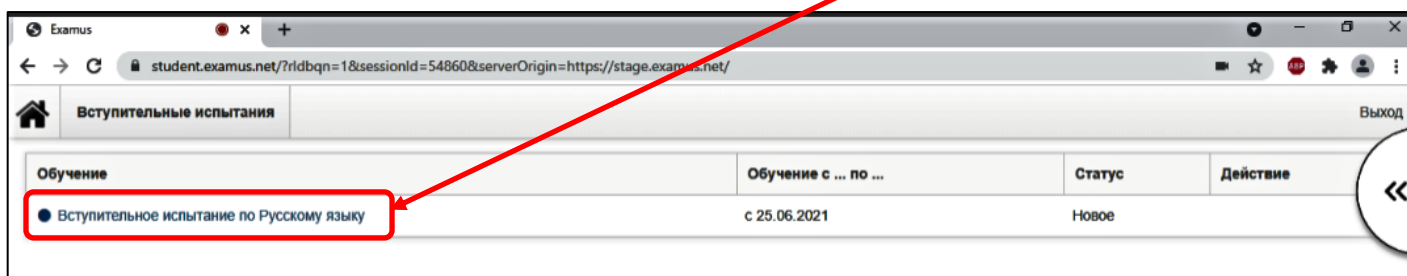 Examus
student.examus.net/?rldbqn=1&sessionId=54860&serverOrigin=https://stage.examus.net/
ABP
Вступительные испытания Выход
Обучение Обучение с ... по ... Статус Действие
Вступительное испытание по Русскому языку с 25.06.2021 Новое